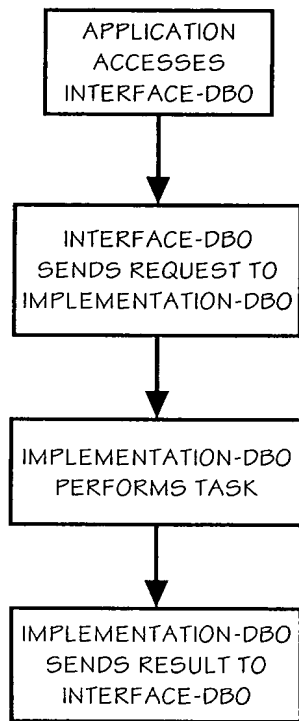 APPLICATION
ACCESSES
INTERFACE-DBO
INTERFACE-DBO
SENDS REQUEST TO
IMPLEMENTATION-DBO
IMPLEMENTATION-DBO
PERFORMS TASK
IMPLEMENTATION-DBO
SENDS RESULT TO
INTERFACE-DBO